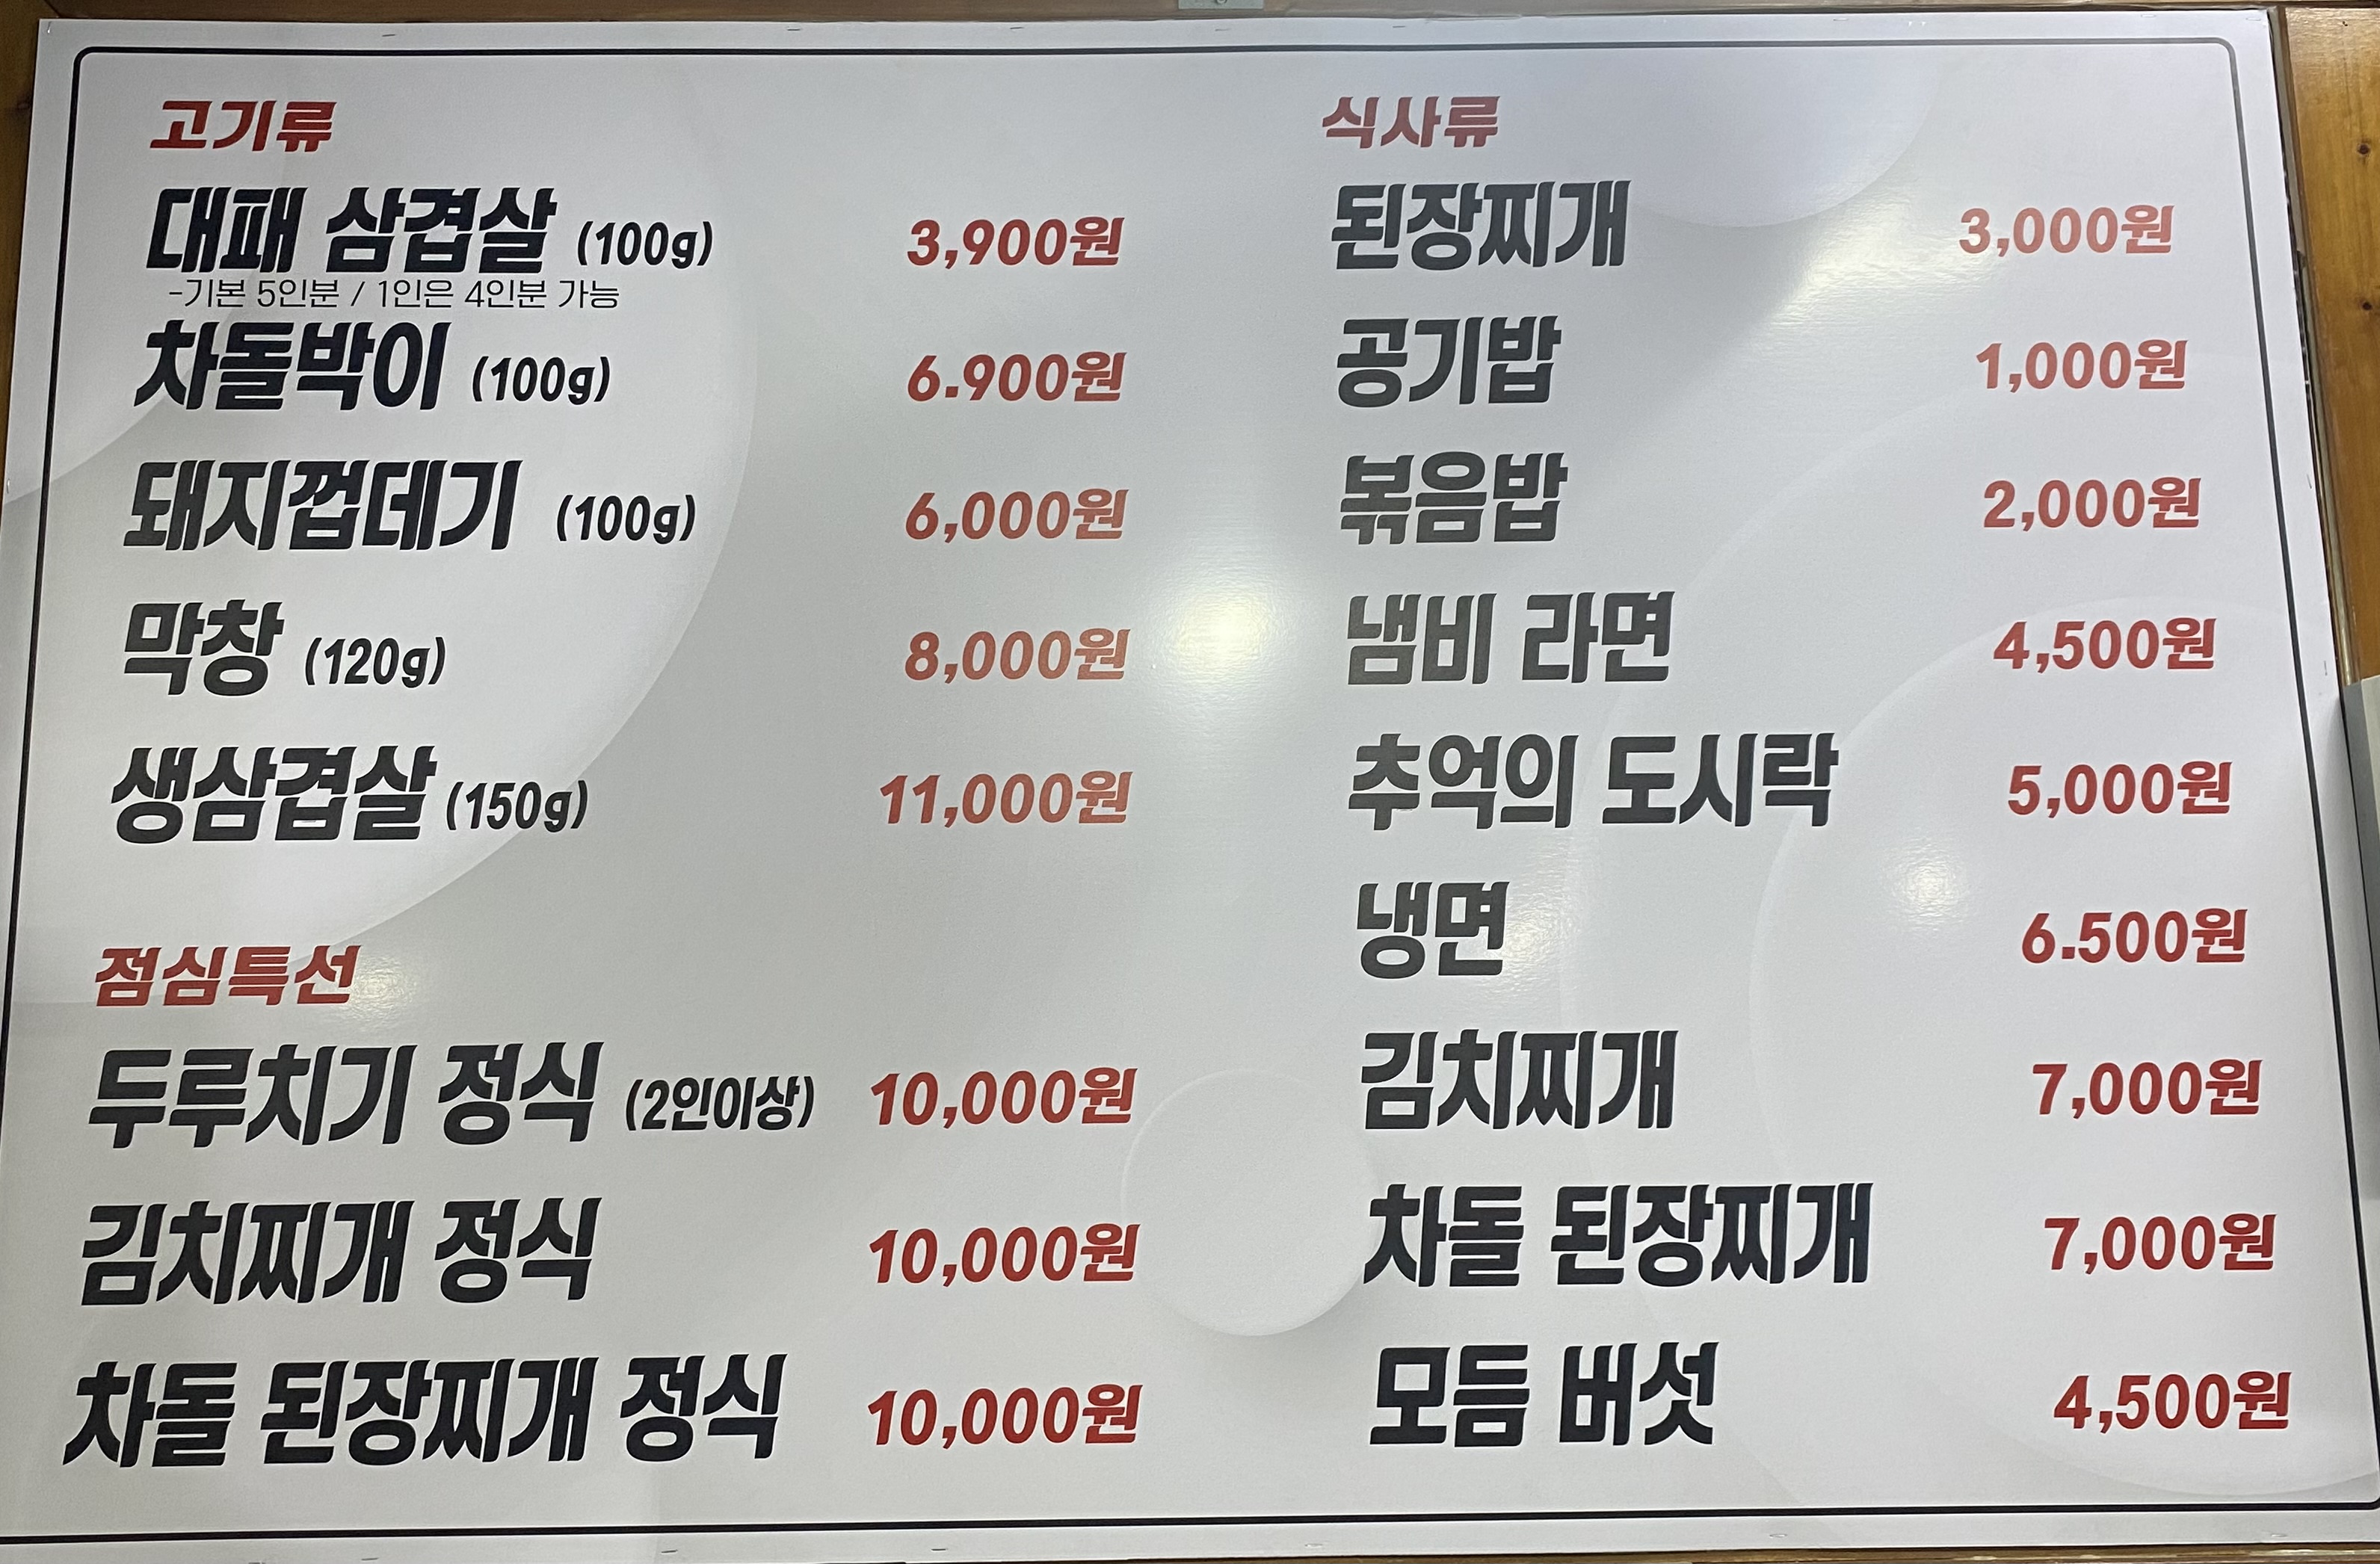 고기류
대패 삼겹살 (100g) 3,900원
-기본 5인분 / 1인은 4인분 가능
차돌박이 (100g) 6.900원
돼지껍데기 (100g) 6,000원
막창 (120g) 8,000원
생삼겹살 (150g) 11,000원
점심특선
두루치기 정식 (2인이상) 10,000원
김치찌개 정식 10,000원
차돌 된장찌개 정식 10,000원
식사류
된장찌개 3,000원
공기밥 1,000원
볶음밥 2,000원
냄비 라면 4,500원
추억의 도시락 5,000원
냉면 6.500원
김치찌개 7,000원
차돌 된장찌개 7,000원
모듬 버섯 4,500원